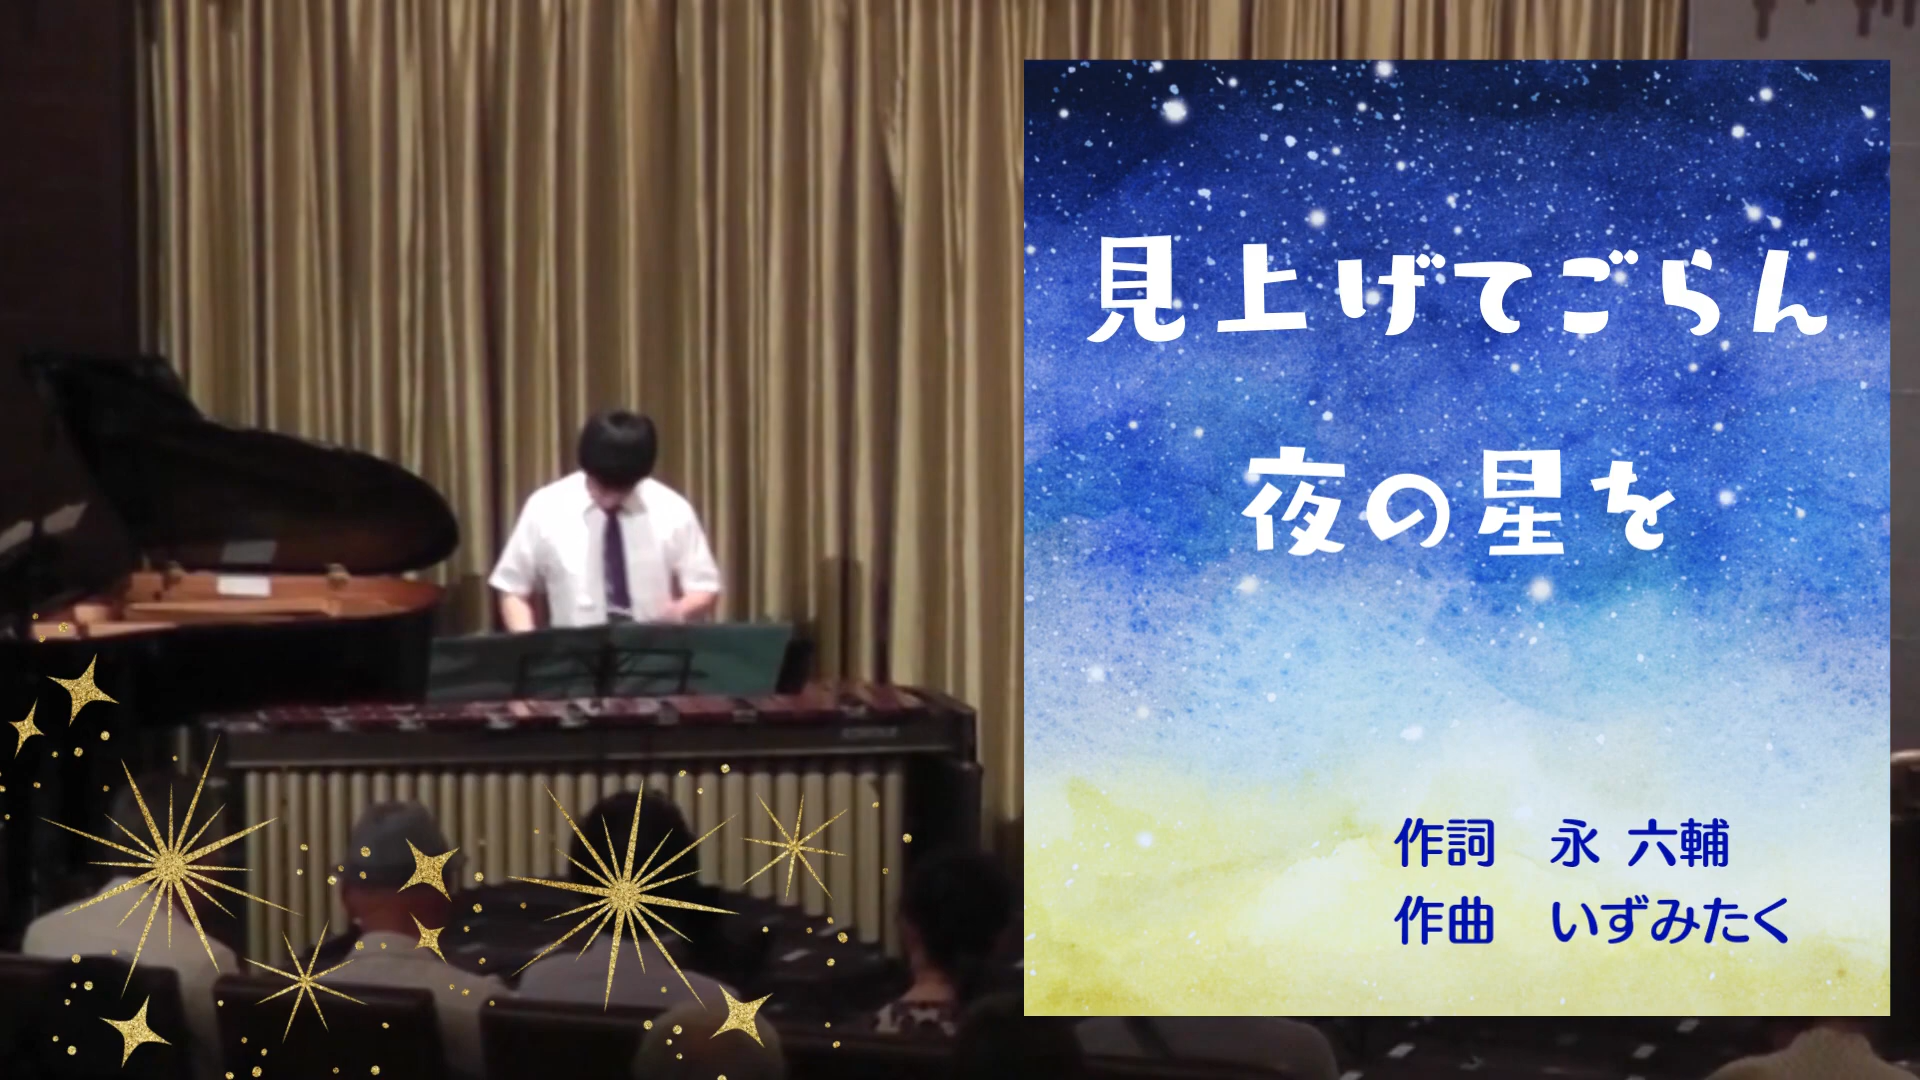 見上げてごらん
夜の星を
作詞　永 六輔
作曲　いずみたく